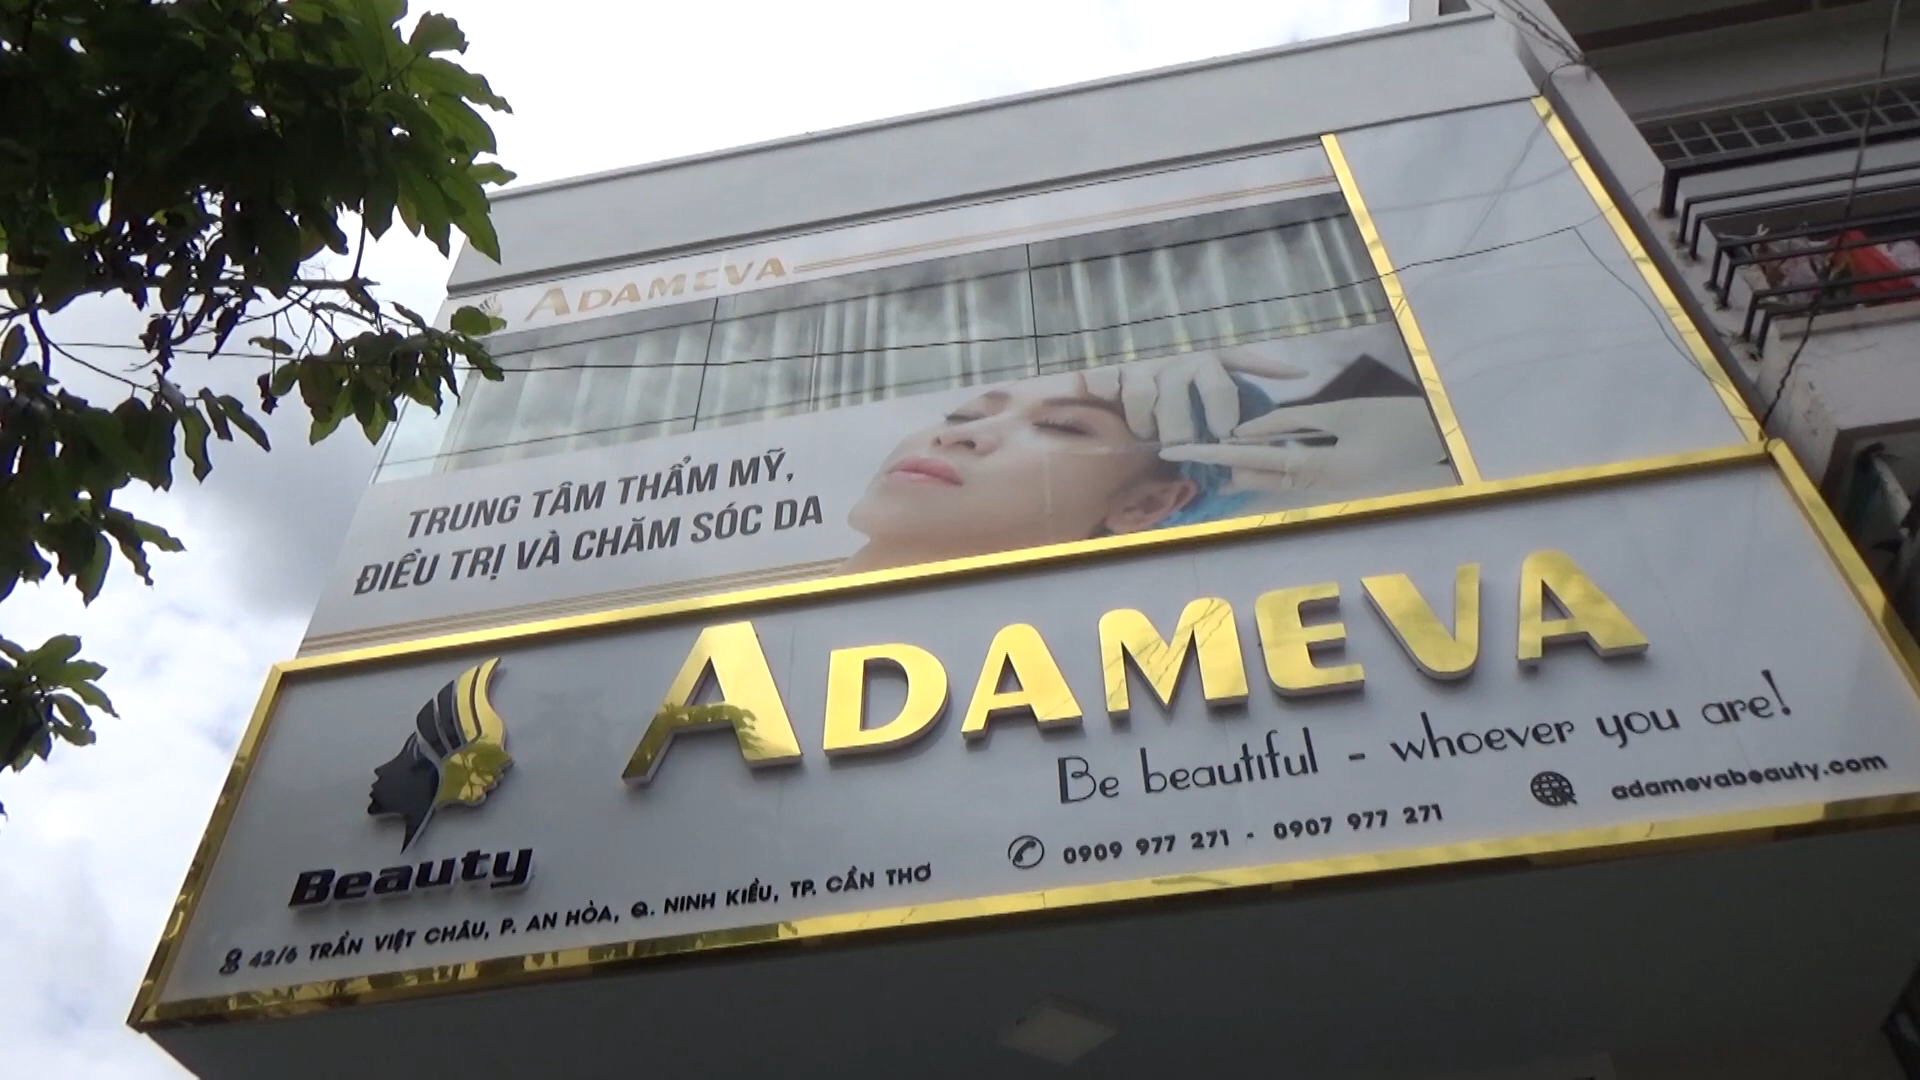 ADAMEVA
TRUNG TÂM THẨM MỸ,
ĐIỀU TRỊ VÀ CHĂM SÓC DA
ADAMEVA
Be beautiful - whoever you are!
Beauty
42/6 TRẦN VIỆT CHÂU, P. AN HÒA, Q. NINH KIỀU, TP. CẦN THƠ
0909 977 271 - 0907 977 271
adamevabeauty.com